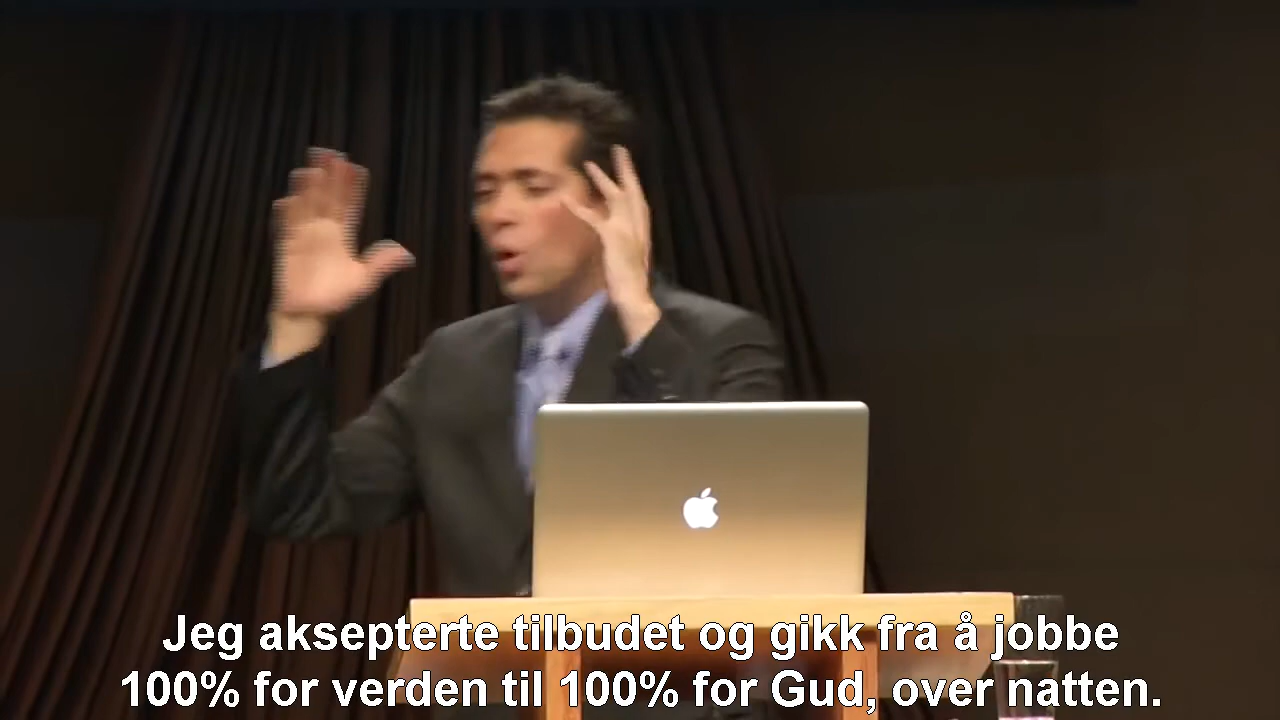 Jeg aksepterte tilbudet og gikk fra å jobbe
100% for verden til 100% for Gud, over natten.